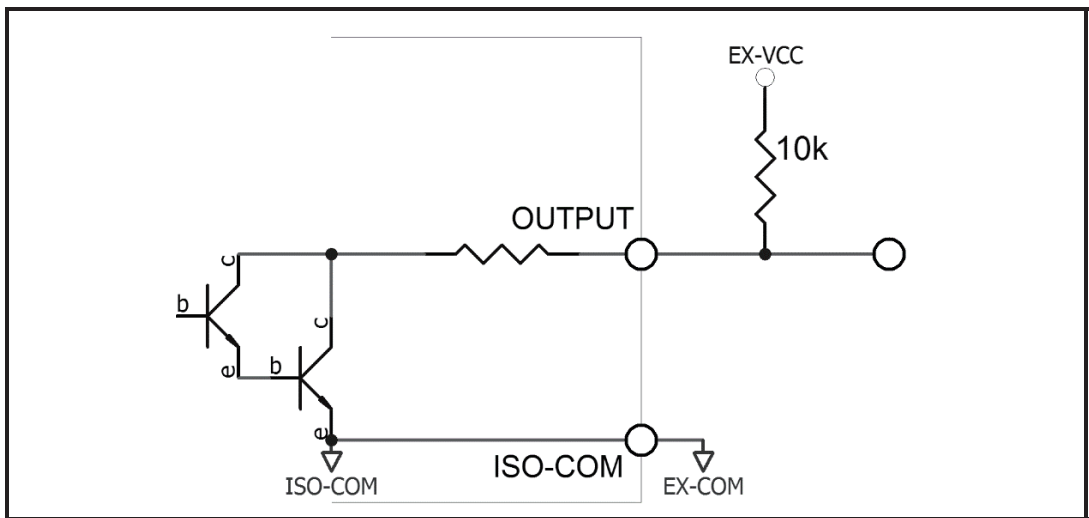 EX-VCC
10k
OUTPUT
c
b
c
e
b
e
ISO-COM
ISO-COM
EX-COM